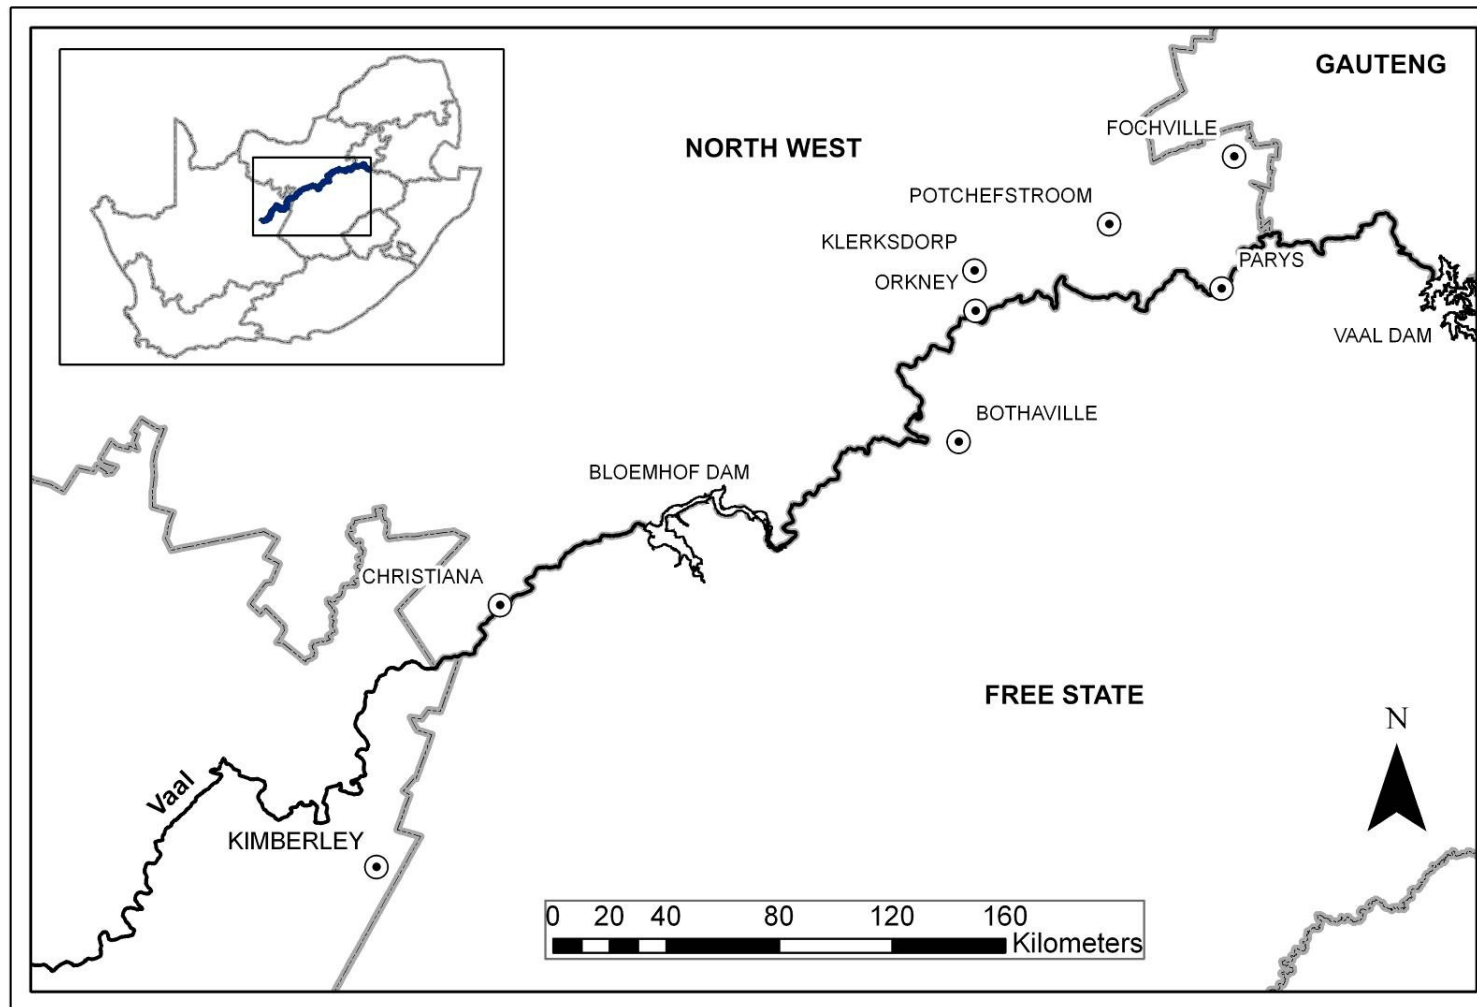 GAUTENG
FOCHVILLE
NORTH WEST
POTCHEFSTROOM
KLERKSDORP
ORKNEY
PARYS
VAAL DAM
BOTHAVILLE
BLOEMHOF DAM
CHRISTIANA
FREE STATE
N
Vaal
KIMBERLEY
0 20 40 80 120 160
Kilometers